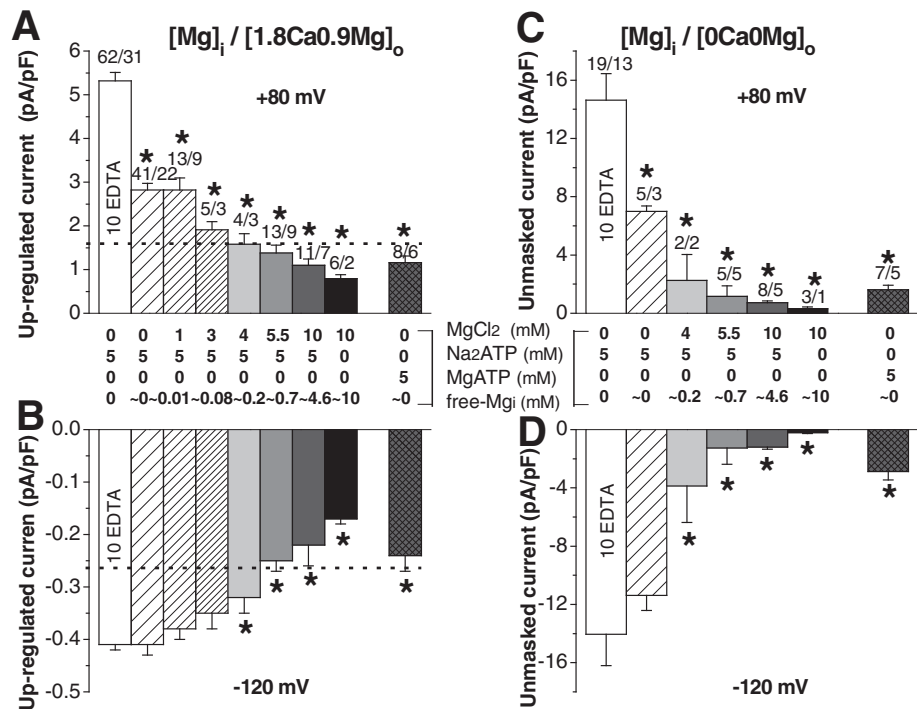 A
[Mg]i / [1.8Ca0.9Mg]o
+80 mV
Up-regulated current (pA/pF)
6
5
4
3
2
1
0
62/31
10 EDTA
*
41/22
*
13/9
*
5/3
*
4/3
*
13/9
*
11/7
*
6/2
*
8/6
C
[Mg]i / [0Ca0Mg]o
+80 mV
Unmasked current (pA/pF)
16
12
8
4
0
19/13
10 EDTA
*
5/3
*
2/2
*
5/5
*
8/5
*
3/1
*
7/5
0 0 1 3 4 5.5 10 10 0 MgCl2 (mM) 0 0 4 5.5 10 10 0
5 5 5 5 5 5 5 0 0 Na2ATP (mM) 5 5 5 5 5 0 0
0 0 0 0 0 0 0 0 5 MgATP (mM) 0 0 0 0 0 0 5
0 ~0 ~0.01 ~0.08 ~0.2 ~0.7 ~4.6 ~10 ~0 free-Mgi (mM) 0 ~0 ~0.2 ~0.7 ~4.6 ~10 ~0
B
Up-regulated curren (pA/pF)
0.0
-0.1
-0.2
-0.3
-0.4
-0.5
10 EDTA
*
*
*
*
*
-120 mV
D
Unmasked current (pA/pF)
0
-4
-8
-12
-16
10 EDTA
*
*
*
*
*
-120 mV